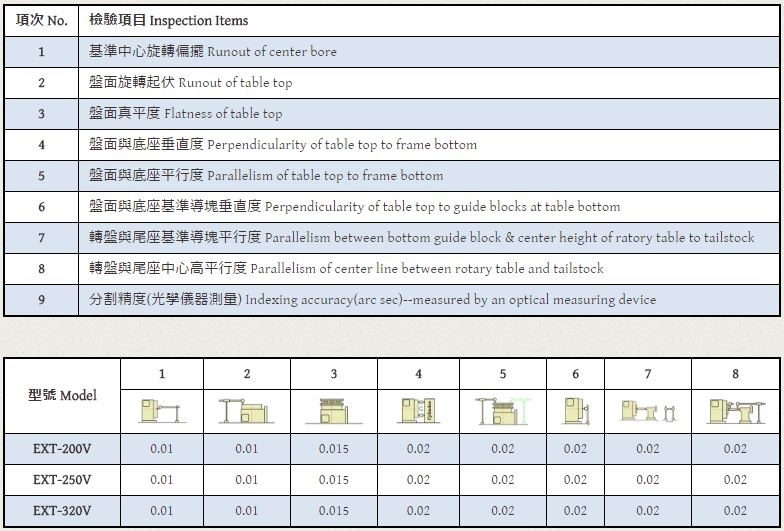 項次 No. 檢驗項目 Inspection Items
1 基準中心旋轉偏擺 Runout of center bore
2 盤面旋轉起伏 Runout of table top
3 盤面真平度 Flatness of table top
4 盤面與底座垂直度 Perpendicularity of table top to frame bottom
5 盤面與底座平行度 Parallelism of table top to frame bottom
6 盤面與底座基準導塊垂直度 Perpendicularity of table top to guide blocks at table bottom
7 轉盤與尾座基準導塊平行度 Parallelism between bottom guide block & center height of ratory table to tailstock
8 轉盤與尾座中心高平行度 Parallelism of center line between rotary table and tailstock
9 分割精度(光學儀器測量) Indexing accuracy(arc sec)--measured by an optical measuring device
型號 Model 1 2 3 4 5 6 7 8
EXT-200V 0.01 0.01 0.015 0.02 0.02 0.02 0.02 0.02
EXT-250V 0.01 0.01 0.015 0.02 0.02 0.02 0.02 0.02
EXT-320V 0.01 0.01 0.015 0.02 0.02 0.02 0.02 0.02